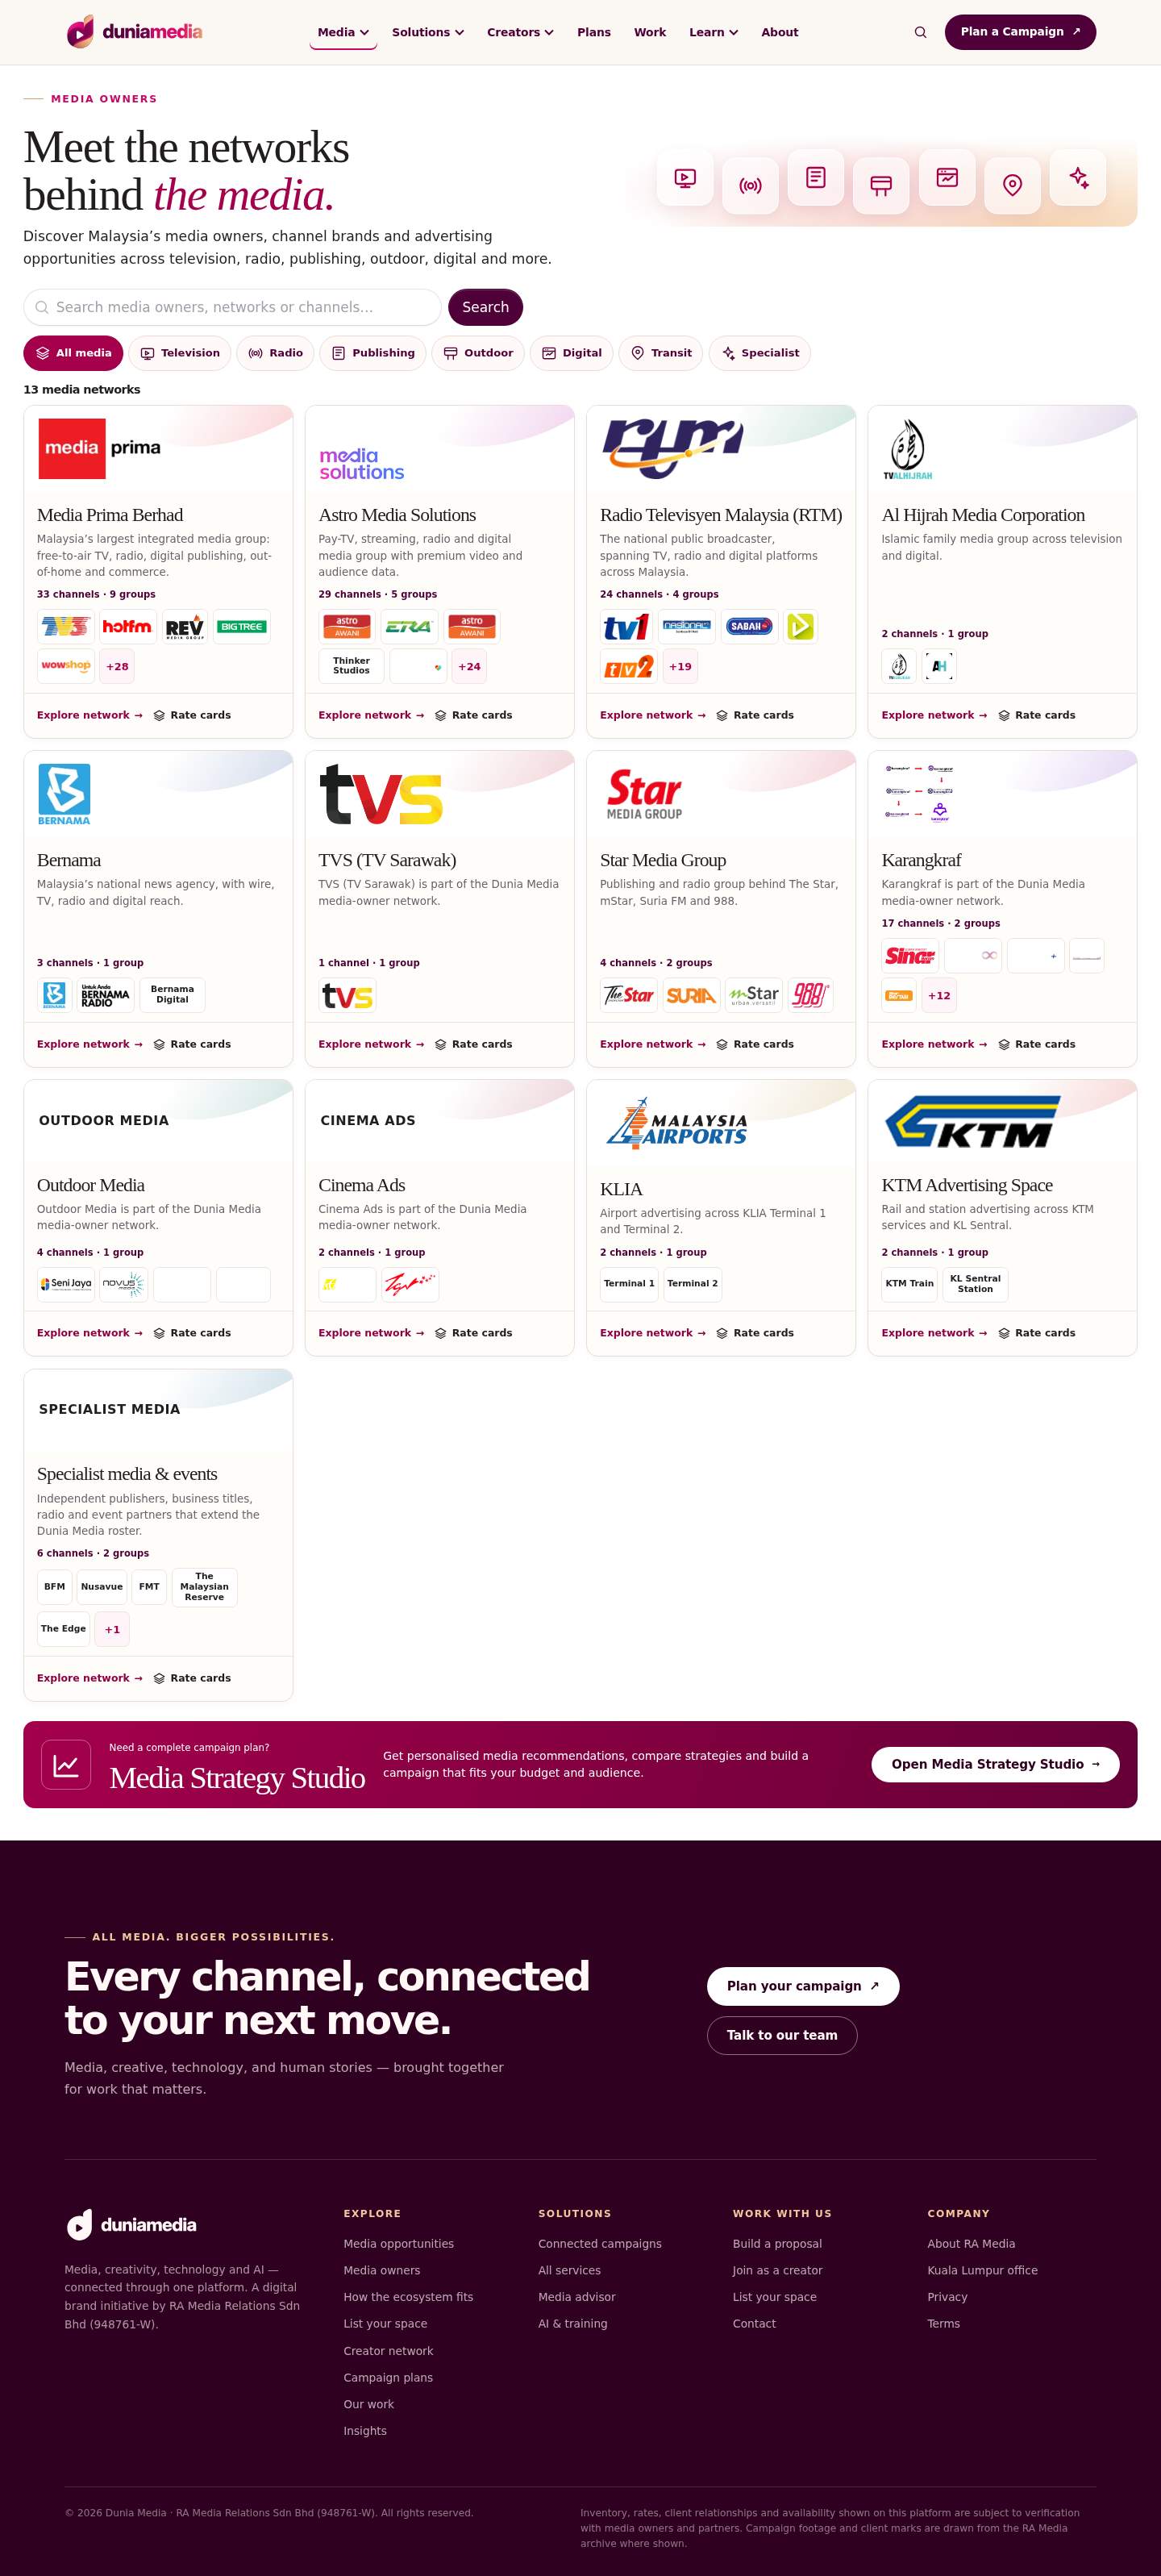 duniamedia
Media
Solutions
Creators
Plans
Work
Learn
About
Plan a Campaign ↗
MEDIA OWNERS
Meet the networks
behind the media.
Discover Malaysia’s media owners, channel brands and advertising
opportunities across television, radio, publishing, outdoor, digital and more.
Search media owners, networks or channels...
Search
All media
Television
Radio
Publishing
Outdoor
Digital
Transit
Specialist
13 media networks
media prima
Media Prima Berhad
Malaysia’s largest integrated media group:
free-to-air TV, radio, digital publishing, out-
of-home and commerce.
33 channels · 9 groups
hotfm
REV
MEDIA GROUP
BIG TREE
wowshop
+28
Explore network →
Rate cards
media
solutions
Astro Media Solutions
Pay-TV, streaming, radio and digital
media group with premium video and
audience data.
29 channels · 5 groups
astro
AWANI
ERA
astro
AWANI
Thinker
Studios
+24
Explore network →
Rate cards
rtm
Radio Televisyen Malaysia (RTM)
The national public broadcaster,
spanning TV, radio and digital platforms
across Malaysia.
24 channels · 4 groups
tv1
nasional
SABAH
tv2
+19
Explore network →
Rate cards
TVALHIJRAH
Al Hijrah Media Corporation
Islamic family media group across television
and digital.
2 channels · 1 group
AH
Explore network →
Rate cards
BERNAMA
Bernama
Malaysia’s national news agency, with wire,
TV, radio and digital reach.
3 channels · 1 group
BERNAMA
Untuk Anda
BERNAMA
RADIO
Bernama
Digital
Explore network →
Rate cards
tvs
TVS (TV Sarawak)
TVS (TV Sarawak) is part of the Dunia Media
media-owner network.
1 channel · 1 group
tvs
Explore network →
Rate cards
Star
MEDIA GROUP
Star Media Group
Publishing and radio group behind The Star,
mStar, Suria FM and 988.
4 channels · 2 groups
The Star
SURIA
mStar
urban.versatil
988
Explore network →
Rate cards
Karangkraf
Karangkraf is part of the Dunia Media
media-owner network.
17 channels · 2 groups
Sinar
+12
Explore network →
Rate cards
OUTDOOR MEDIA
Outdoor Media
Outdoor Media is part of the Dunia Media
media-owner network.
4 channels · 1 group
Seni Jaya
novus
media
Explore network →
Rate cards
CINEMA ADS
Cinema Ads
Cinema Ads is part of the Dunia Media
media-owner network.
2 channels · 1 group
Explore network →
Rate cards
MALAYSIA
AIRPORTS
KLIA
Airport advertising across KLIA Terminal 1
and Terminal 2.
2 channels · 1 group
Terminal 1
Terminal 2
Explore network →
Rate cards
KTM
KTM Advertising Space
Rail and station advertising across KTM
services and KL Sentral.
2 channels · 1 group
KTM Train
KL Sentral
Station
Explore network →
Rate cards
SPECIALIST MEDIA
Specialist media & events
Independent publishers, business titles,
radio and event partners that extend the
Dunia Media roster.
6 channels · 2 groups
BFM
Nusavue
FMT
The
Malaysian
Reserve
The Edge
+1
Explore network →
Rate cards
Need a complete campaign plan?
Media Strategy Studio
Get personalised media recommendations, compare strategies and build a
campaign that fits your budget and audience.
Open Media Strategy Studio →
ALL MEDIA. BIGGER POSSIBILITIES.
Every channel, connected
to your next move.
Media, creative, technology, and human stories — brought together
for work that matters.
Plan your campaign ↗
Talk to our team
duniamedia
Media, creativity, technology and AI —
connected through one platform. A digital
brand initiative by RA Media Relations Sdn
Bhd (948761-W).
EXPLORE
Media opportunities
Media owners
How the ecosystem fits
List your space
Creator network
Campaign plans
Our work
Insights
SOLUTIONS
Connected campaigns
All services
Media advisor
AI & training
WORK WITH US
Build a proposal
Join as a creator
List your space
Contact
COMPANY
About RA Media
Kuala Lumpur office
Privacy
Terms
© 2026 Dunia Media · RA Media Relations Sdn Bhd (948761-W). All rights reserved.
Inventory, rates, client relationships and availability shown on this platform are subject to verification
with media owners and partners. Campaign footage and client marks are drawn from the RA Media
archive where shown.